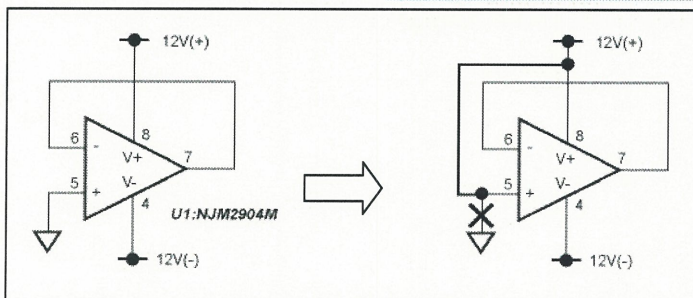 12V(+)
6
-
8
V+
7
5
+
V-
4
U1:NJM2904M
12V(-)
12V(+)
6
-
8
V+
7
5
+
V-
4
12V(-)